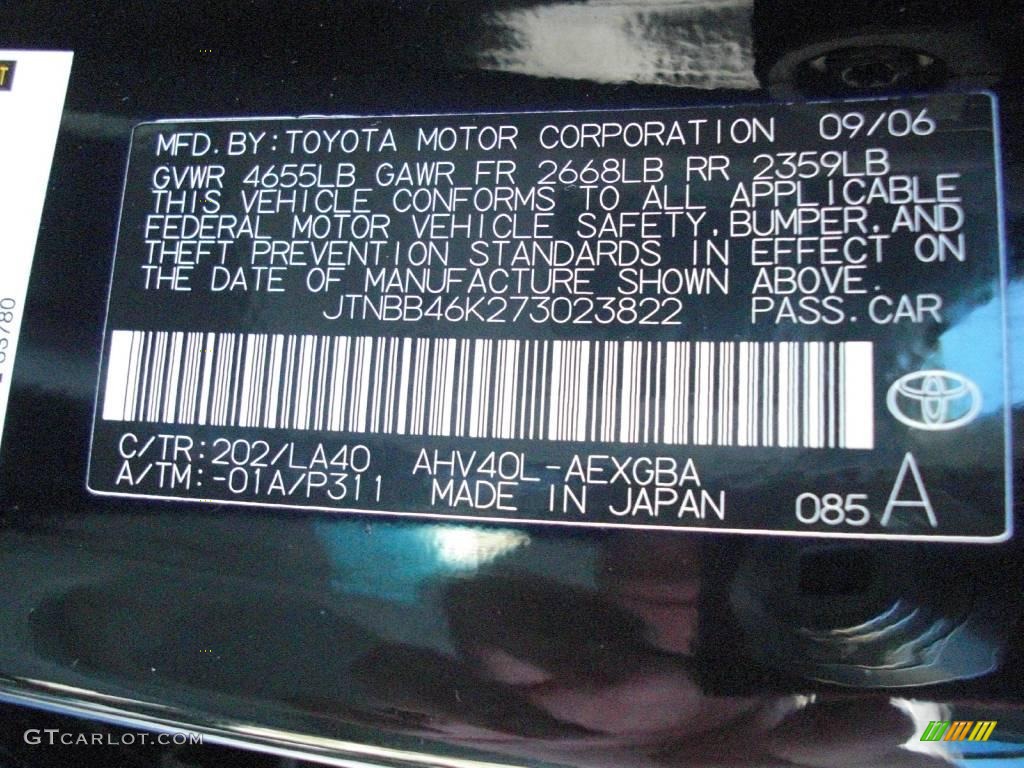 MFD. BY: TOYOTA MOTOR CORPORATION 09/06
GVWR 4655LB GAWR FR 2668LB RR 2359LB
THIS VEHICLE CONFORMS TO ALL APPLICABLE
FEDERAL MOTOR VEHICLE SAFETY, BUMPER, AND
THEFT PREVENTION STANDARDS IN EFFECT ON
THE DATE OF MANUFACTURE SHOWN ABOVE.
JTNBB46K273023822 PASS. CAR
C/TR: 202/LA40 AHV40L-AEXGBA
A/TM: -01A/P311 MADE IN JAPAN 085 A
GTCARLOT.COM